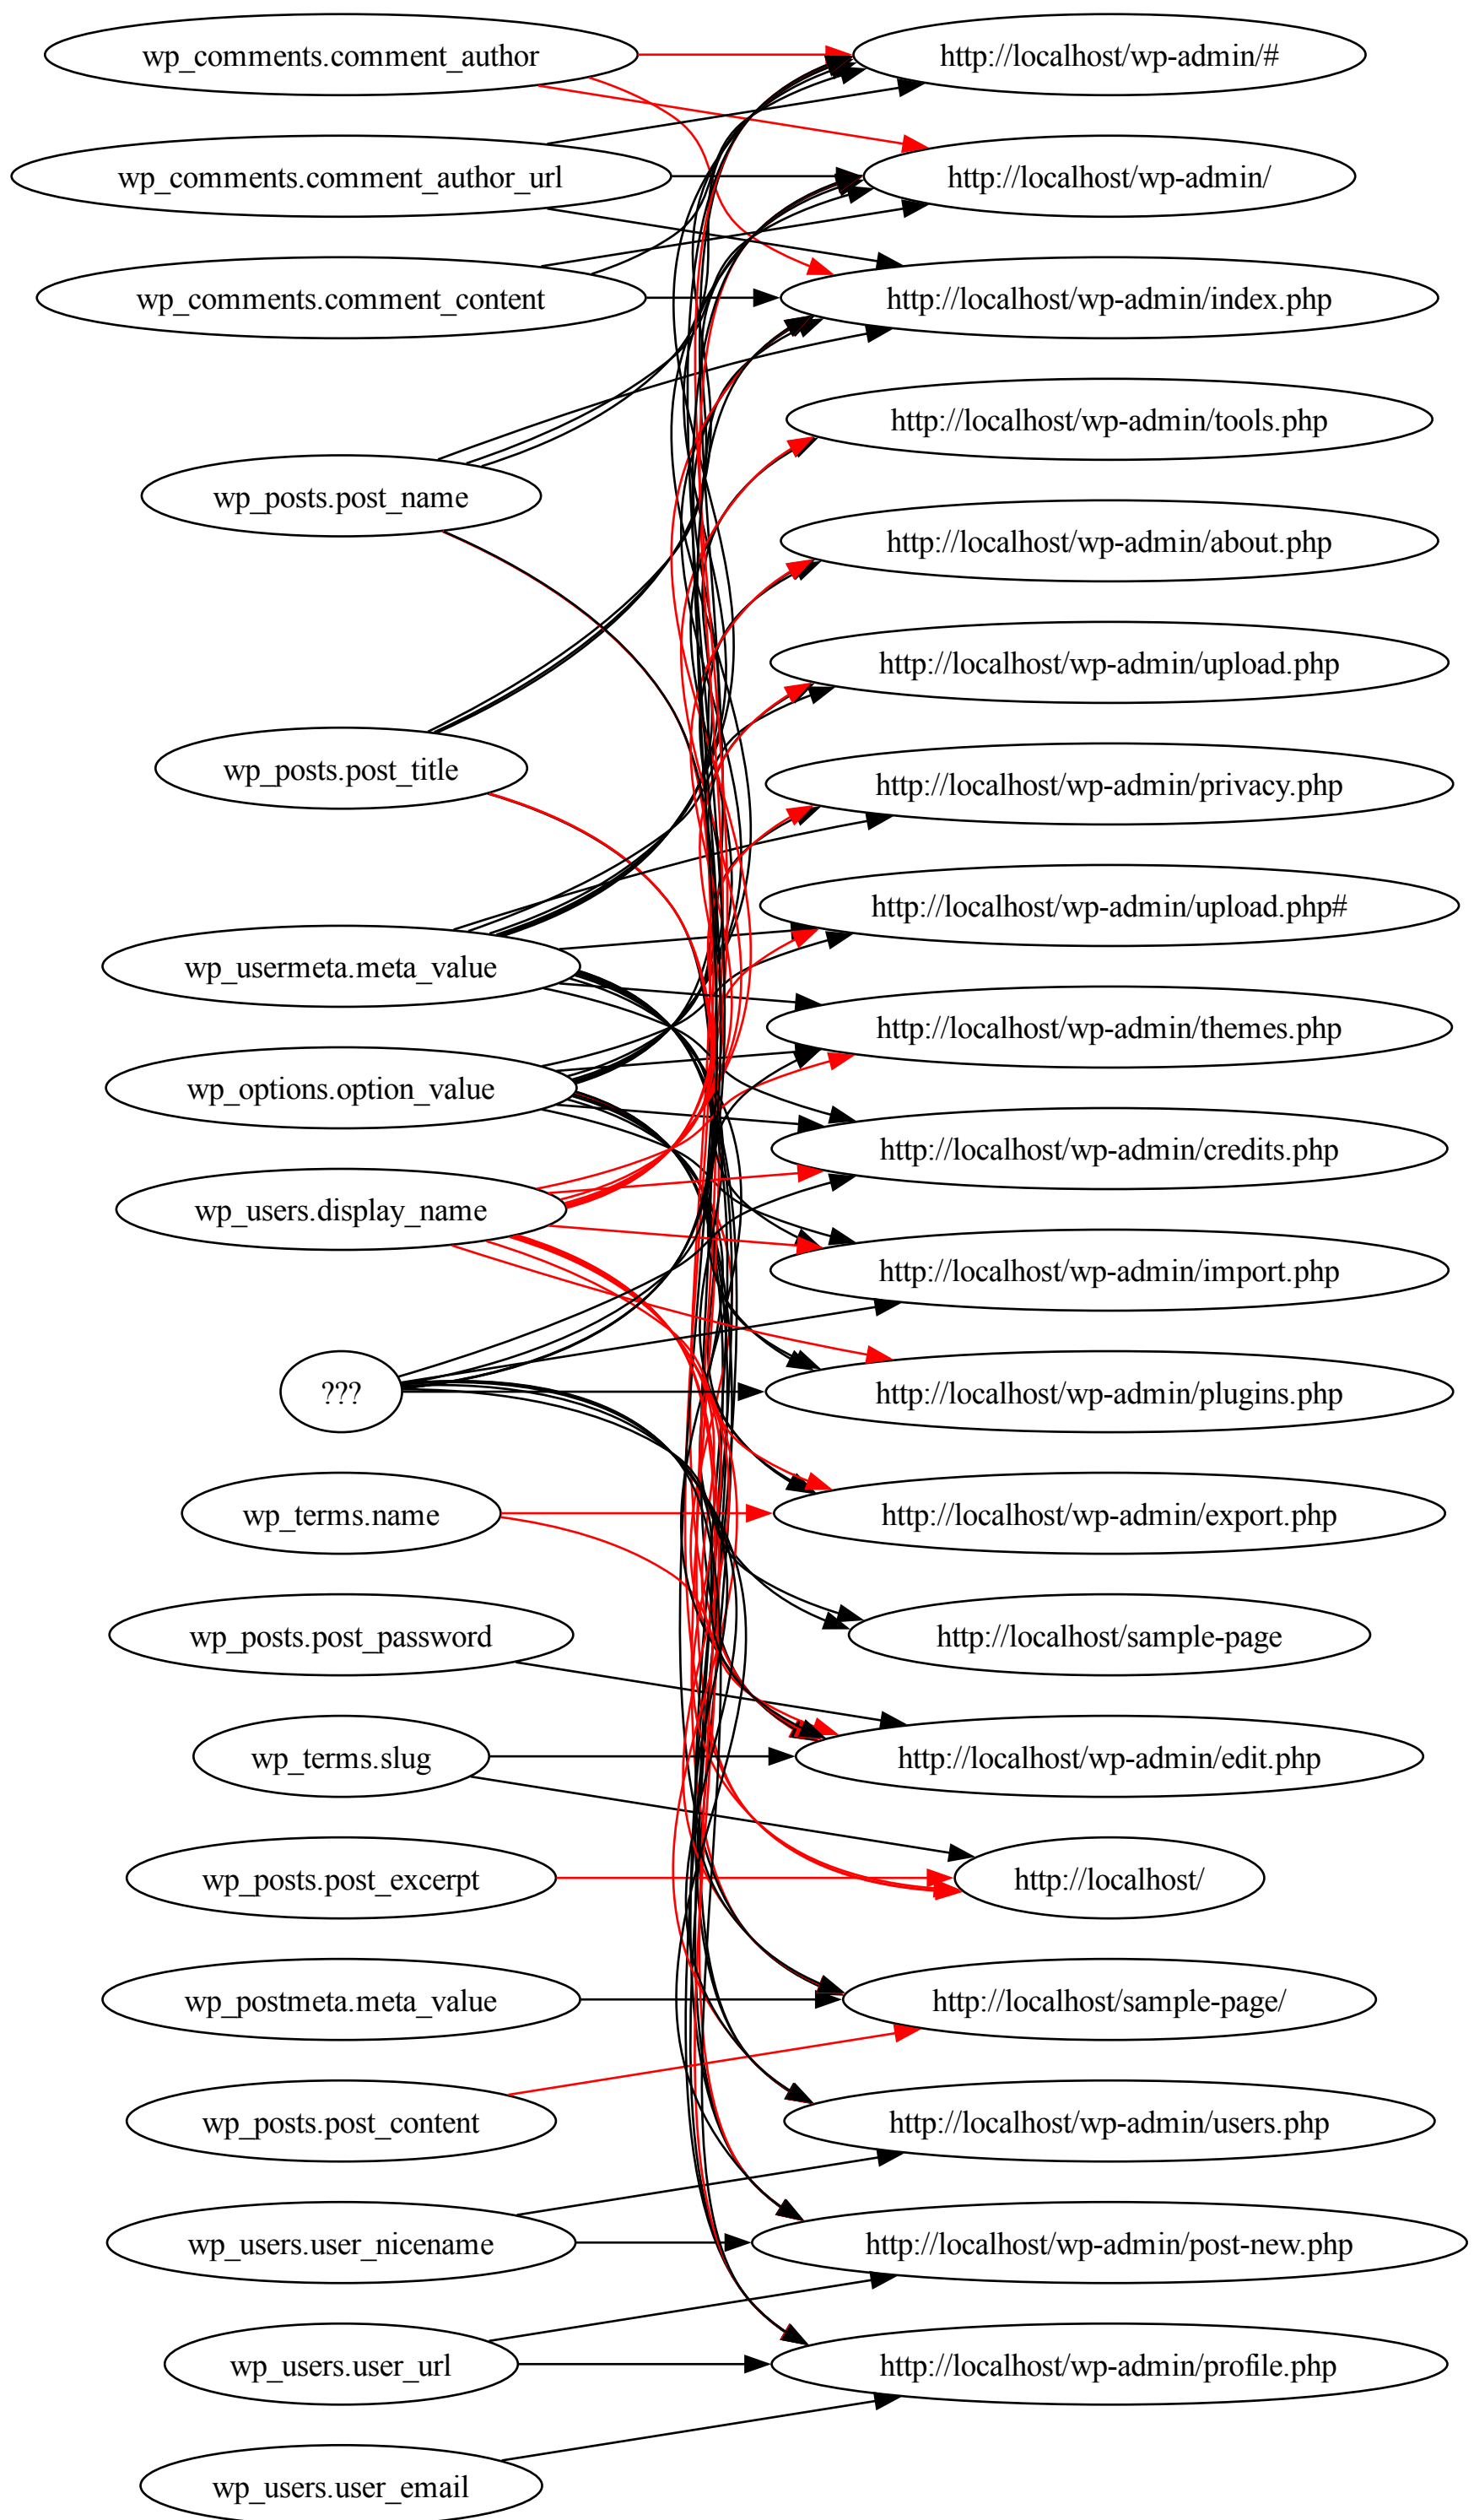 wp_comments.comment_author
http://localhost/wp-admin/#
wp_comments.comment_author_url
http://localhost/wp-admin/
wp_comments.comment_content
http://localhost/wp-admin/index.php
http://localhost/wp-admin/tools.php
wp_posts.post_name
http://localhost/wp-admin/about.php
http://localhost/wp-admin/upload.php
wp_posts.post_title
http://localhost/wp-admin/privacy.php
http://localhost/wp-admin/upload.php#
wp_usermeta.meta_value
http://localhost/wp-admin/themes.php
wp_options.option_value
http://localhost/wp-admin/credits.php
wp_users.display_name
http://localhost/wp-admin/import.php
???
http://localhost/wp-admin/plugins.php
wp_terms.name
http://localhost/wp-admin/export.php
wp_posts.post_password
http://localhost/sample-page
wp_terms.slug
http://localhost/wp-admin/edit.php
wp_posts.post_excerpt
http://localhost/
wp_postmeta.meta_value
http://localhost/sample-page/
wp_posts.post_content
http://localhost/wp-admin/users.php
wp_users.user_nicename
http://localhost/wp-admin/post-new.php
wp_users.user_url
http://localhost/wp-admin/profile.php
wp_users.user_email